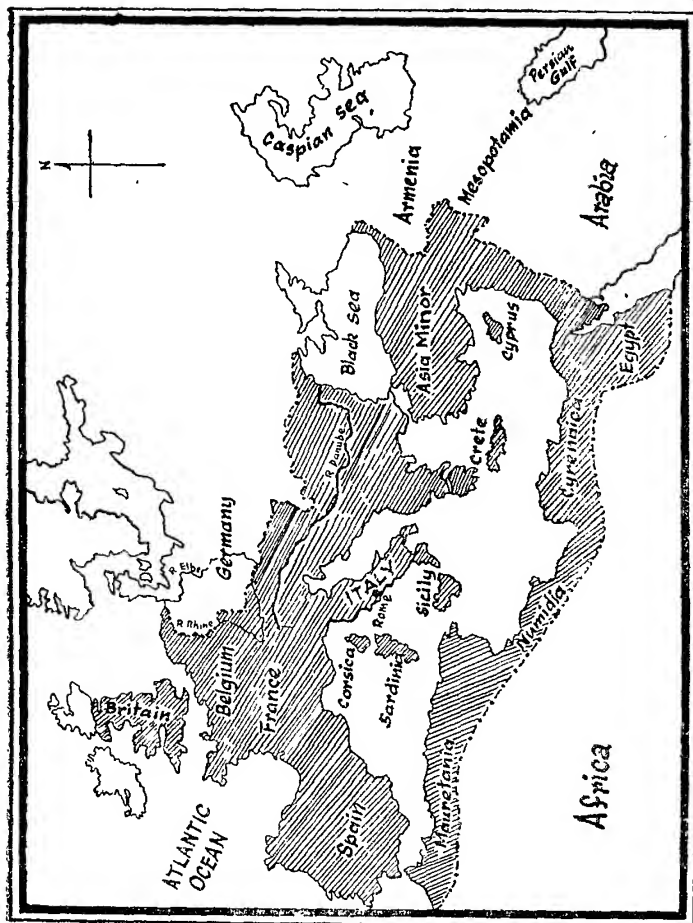 N
Caspian sea
Persian
Gulf
Mesopotamia
Armenia
Arabia
Black sea
Asia Minor
Cyprus
Egypt
R Danube
Crete
Cyrennica
Germany
R Elbe
R Rhine
ITALY
Rome
Sicily
Numidia
Britain
Belgium
France
Corsica
Sardinia
Mauretania
Africa
ATLANTIC
OCEAN
Spain